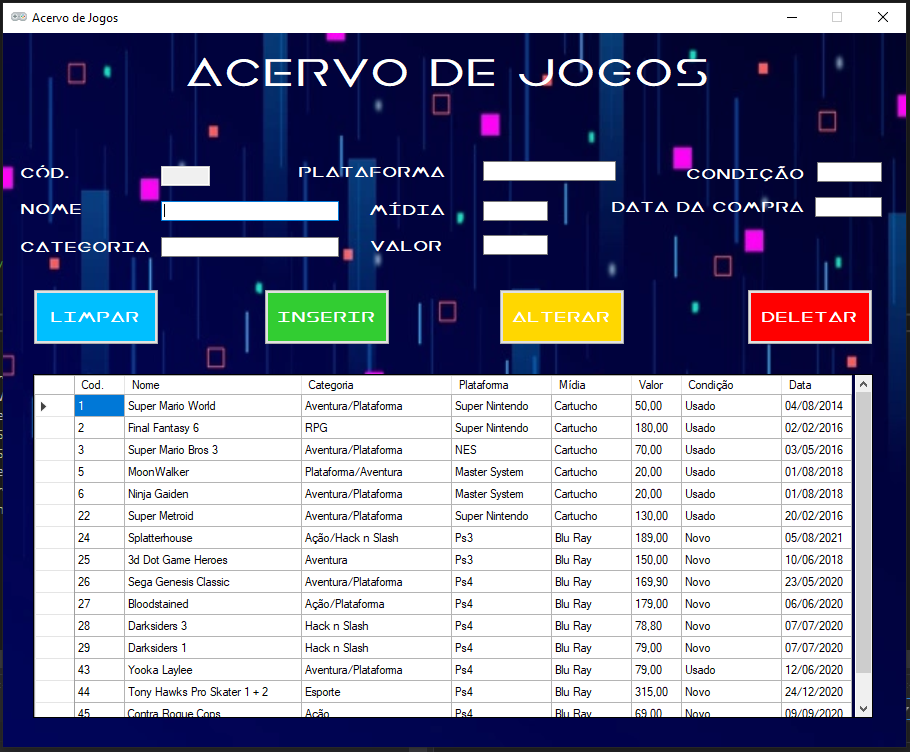 Acervo de Jogos
ACERVO DE JOGOS
CÓD. PLATAFORMA CONDIÇÃO
NOME MÍDIA DATA DA COMPRA
CATEGORIA VALOR
LIMPAR INSERIR ALTERAR DELETAR
Cod. Nome Categoria Plataforma Mídia Valor Condição Data
1 Super Mario World Aventura/Plataforma Super Nintendo Cartucho 50,00 Usado 04/08/2014
2 Final Fantasy 6 RPG Super Nintendo Cartucho 180,00 Usado 02/02/2016
3 Super Mario Bros 3 Aventura/Plataforma NES Cartucho 70,00 Usado 03/05/2016
5 MoonWalker Plataforma/Aventura Master System Cartucho 20,00 Usado 01/08/2018
6 Ninja Gaiden Aventura/Plataforma Master System Cartucho 20,00 Usado 01/08/2018
22 Super Metroid Aventura/Plataforma Super Nintendo Cartucho 130,00 Usado 20/02/2016
24 Splatterhouse Ação/Hack n Slash Ps3 Blu Ray 189,00 Novo 05/08/2021
25 3d Dot Game Heroes Aventura Ps3 Blu Ray 150,00 Novo 10/06/2018
26 Sega Genesis Classic Aventura/Plataforma Ps4 Blu Ray 169,90 Novo 23/05/2020
27 Bloodstained Ação/Plataforma Ps4 Blu Ray 179,00 Novo 06/06/2020
28 Darksiders 3 Hack n Slash Ps4 Blu Ray 78,80 Novo 07/07/2020
29 Darksiders 1 Hack n Slash Ps4 Blu Ray 79,00 Novo 07/07/2020
43 Yooka Laylee Aventura/Plataforma Ps4 Blu Ray 79,00 Usado 12/06/2020
44 Tony Hawks Pro Skater 1 + 2 Esporte Ps4 Blu Ray 315,00 Novo 24/12/2020
45 Contra Rogue Cops Ação Ps4 Blu Ray 69,00 Novo 09/09/2020